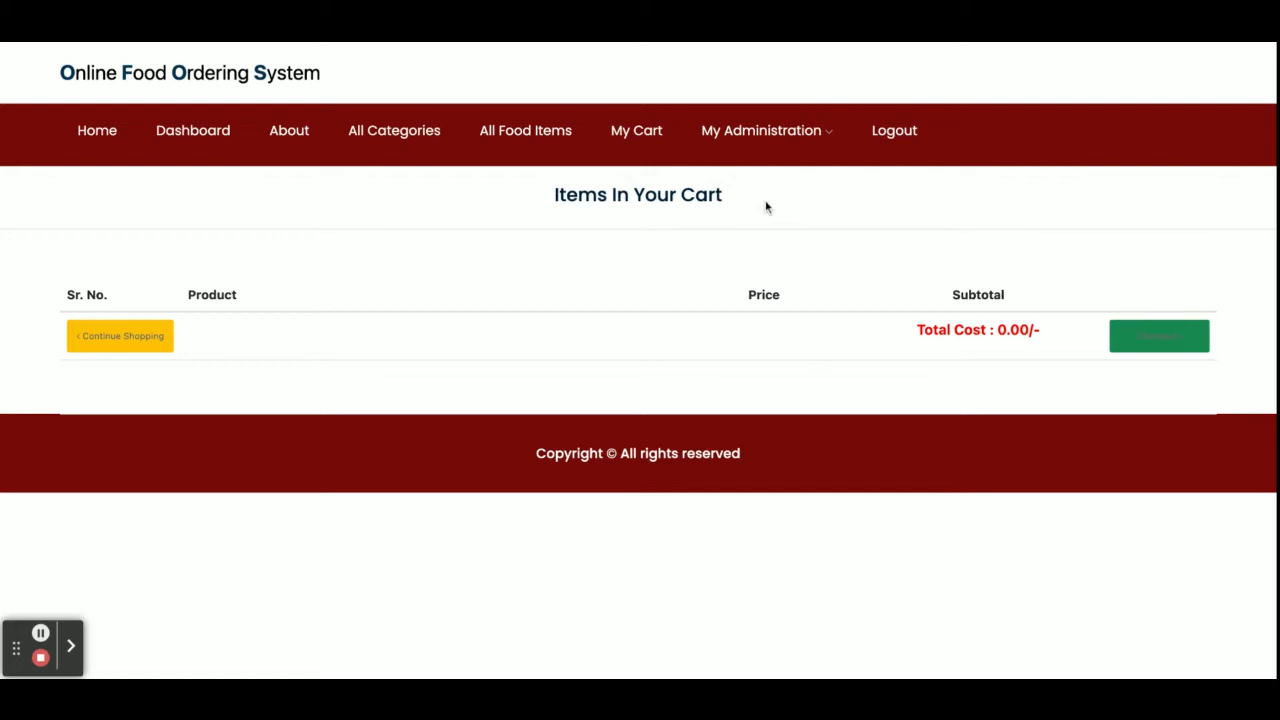 Online Food Ordering System
Home Dashboard About All Categories All Food Items My Cart My Administration Logout
Items In Your Cart
Sr. No. Product Price Subtotal
‹ Continue Shopping Total Cost : 0.00/-
Copyright © All rights reserved